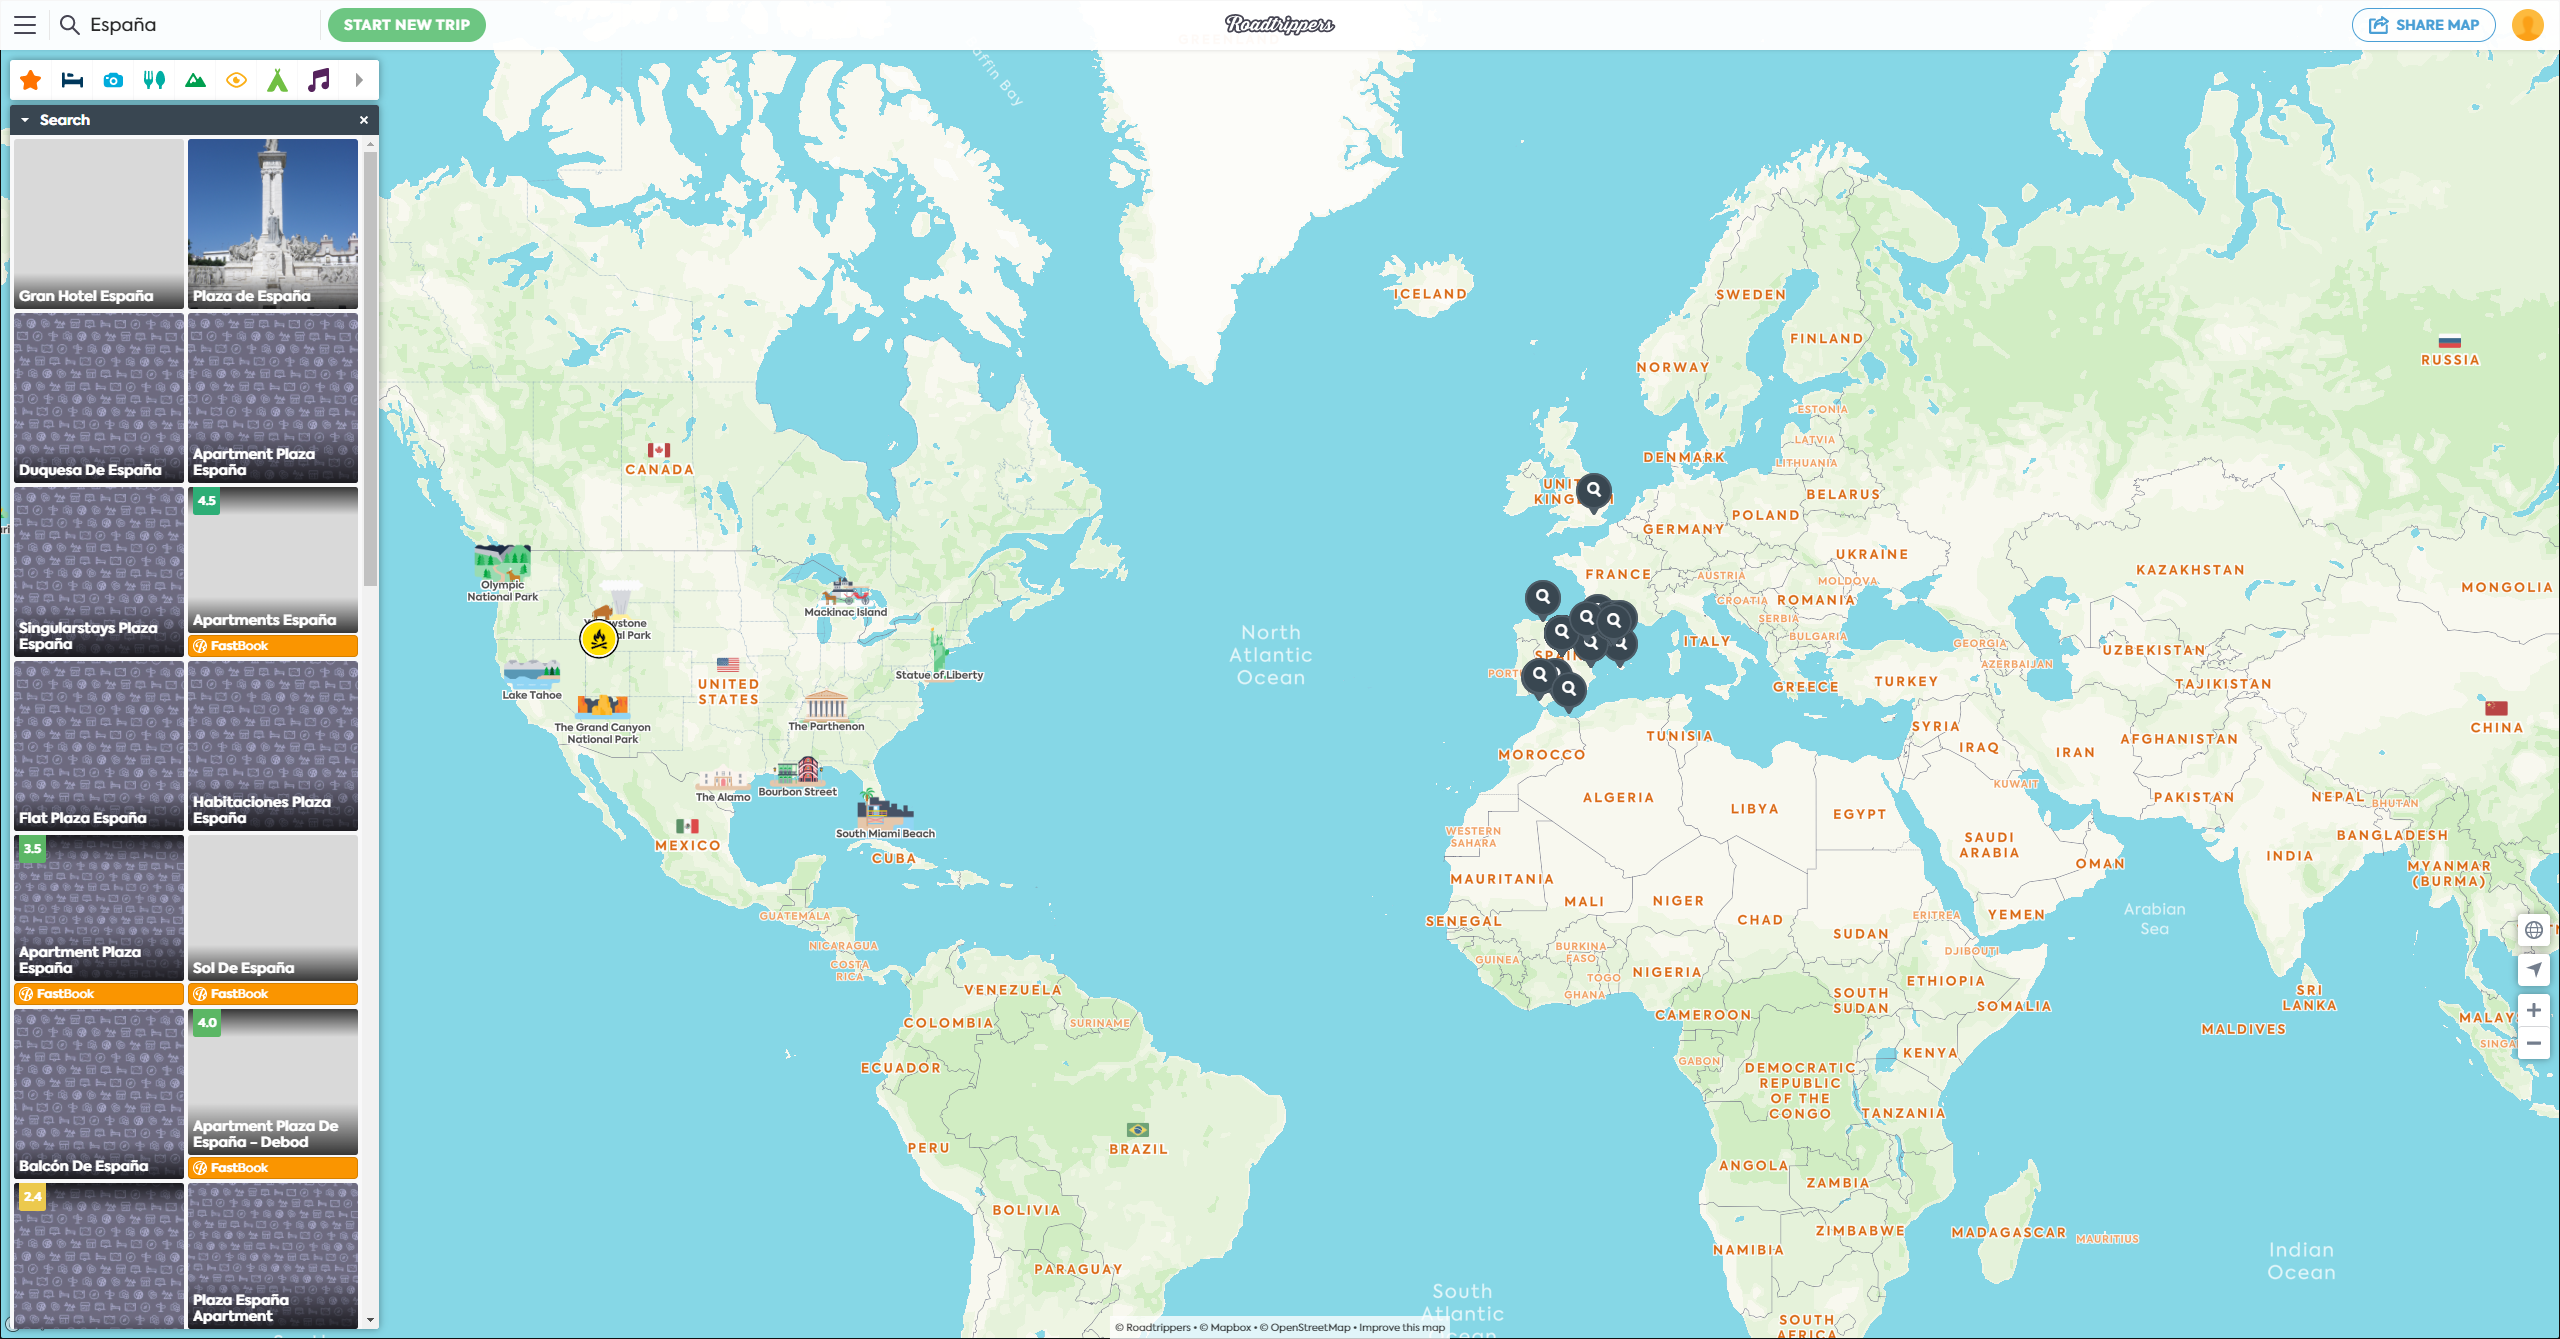 España
START NEW TRIP
Roadtrippers
SHARE MAP
Search
Gran Hotel España
Plaza de España
Duquesa De España
Apartment Plaza
España
Singularstays Plaza
España
4.5
Apartments España
FastBook
Flat Plaza España
Habitaciones Plaza
España
3.5
Apartment Plaza
España
FastBook
Sol De España
FastBook
Balcón De España
4.0
Apartment Plaza De
España - Debod
FastBook
2.4
Plaza España
Apartment
Baffin Bay
ICELAND
SWEDEN
FINLAND
NORWAY
RUSSIA
ESTONIA
LATVIA
LITHUANIA
DENMARK
BELARUS
POLAND
GERMANY
UKRAINE
FRANCE
AUSTRIA
MOLDOVA
CROATIA
ROMANIA
SERBIA
BULGARIA
ITALY
GEORGIA
AZERBAIJAN
KAZAKHSTAN
MONGOLIA
UZBEKISTAN
TAJIKISTAN
TURKEY
GREECE
SYRIA
IRAQ
IRAN
AFGHANISTAN
CHINA
TUNISIA
MOROCCO
KUWAIT
PAKISTAN
NEPAL
BHUTAN
ALGERIA
LIBYA
EGYPT
SAUDI
ARABIA
OMAN
BANGLADESH
INDIA
MYANMAR
(BURMA)
WESTERN
SAHARA
MAURITANIA
MALI
NIGER
CHAD
SUDAN
ERITREA
YEMEN
SENEGAL
BURKINA
FASO
GUINEA
TOGO
GHANA
NIGERIA
DJIBOUTI
ETHIOPIA
SOUTH
SUDAN
SOMALIA
CAMEROON
Arabian
Sea
SRI
LANKA
MALDIVES
MALAY
SINGA
GABON
KENYA
DEMOCRATIC
REPUBLIC
OF THE
CONGO
TANZANIA
ANGOLA
ZAMBIA
ZIMBABWE
MADAGASCAR
MAURITIUS
NAMIBIA
Indian
Ocean
SOUTH
AFRICA
CANADA
Olympic
National Park
Mackinac Island
Lake Tahoe
UNITED
STATES
Statue of Liberty
The Grand Canyon
National Park
The Parthenon
The Alamo
Bourbon Street
South Miami Beach
MEXICO
CUBA
GUATEMALA
NICARAGUA
COSTA
RICA
VENEZUELA
COLOMBIA
SURINAME
ECUADOR
PERU
BRAZIL
BOLIVIA
PARAGUAY
North
Atlantic
Ocean
South
Atlantic
© Roadtrippers • © Mapbox • © OpenStreetMap • Improve this map